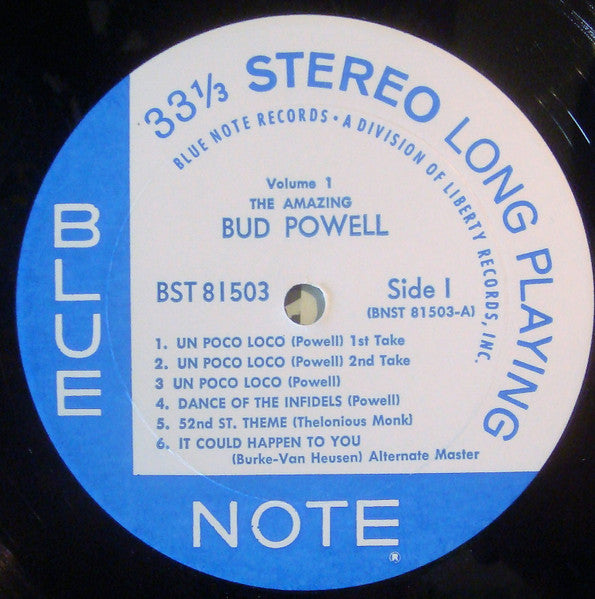 33⅓ STEREO LONG PLAYING
BLUE NOTE RECORDS • A DIVISION OF LIBERTY RECORDS, INC.
Volume 1
THE AMAZING
BUD POWELL
BST 81503
Side I
(BNST 81503-A)
1. UN POCO LOCO (Powell) 1st Take
2. UN POCO LOCO (Powell) 2nd Take
3 UN POCO LOCO (Powell)
4. DANCE OF THE INFIDELS (Powell)
5. 52nd ST. THEME (Thelonious Monk)
6. IT COULD HAPPEN TO YOU
(Burke-Van Heusen) Alternate Master
BLUE
NOTE®